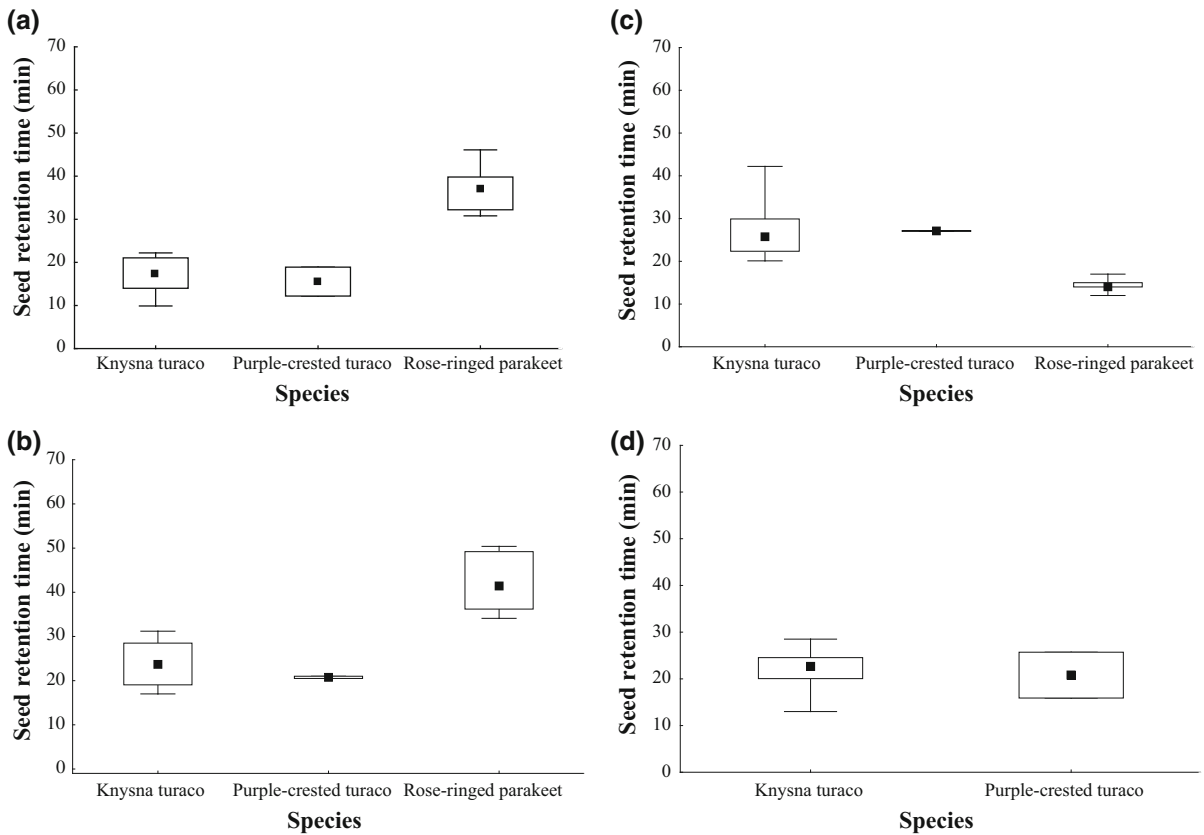 (a)
Seed retention time (min)
70
60
50
40
30
20
10
0
Knysna turaco Purple-crested turaco Rose-ringed parakeet
Species
(b)
Seed retention time (min)
70
60
50
40
30
20
10
0
Knysna turaco Purple-crested turaco Rose-ringed parakeet
Species
(c)
Seed retention time (min)
70
60
50
40
30
20
10
0
Knysna turaco Purple-crested turaco Rose-ringed parakeet
Species
(d)
Seed retention time (min)
70
60
50
40
30
20
10
0
Knysna turaco Purple-crested turaco
Species